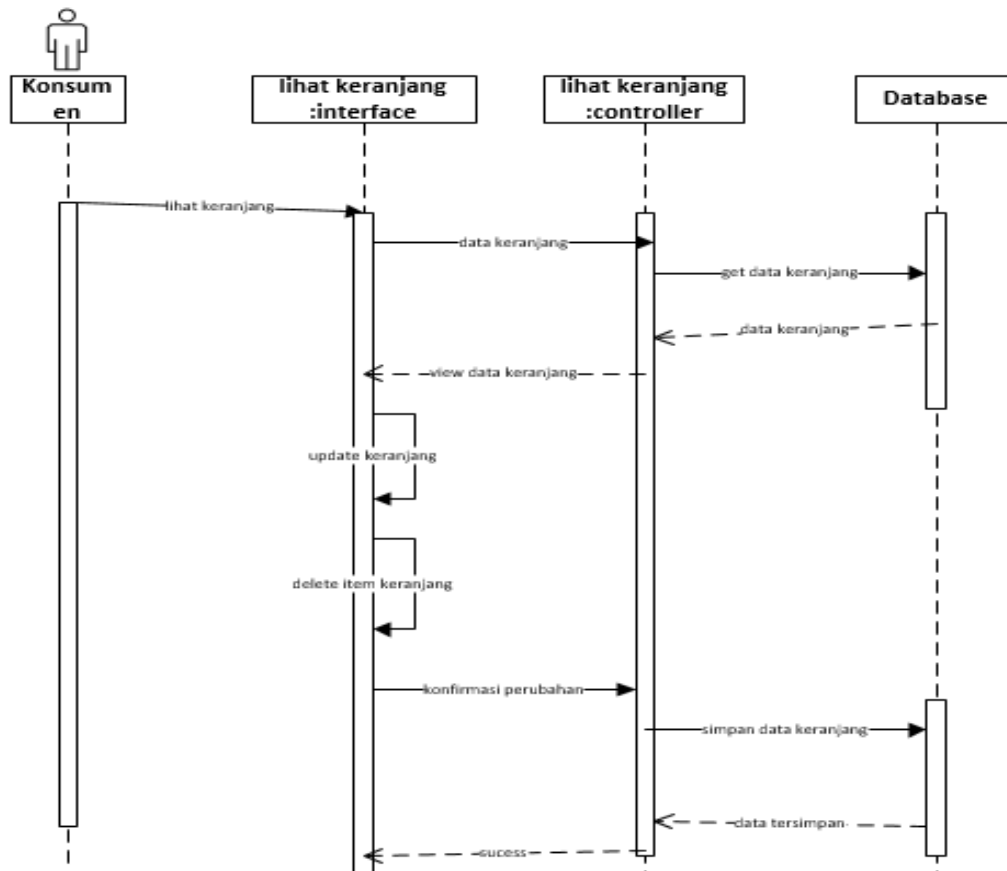 Konsum
en
lihat keranjang
:interface
lihat keranjang
:controller
Database
lihat keranjang
data keranjang
get data keranjang
data keranjang
view data keranjang
update keranjang
delete item keranjang
konfirmasi perubahan
simpan data keranjang
data tersimpan
sucess